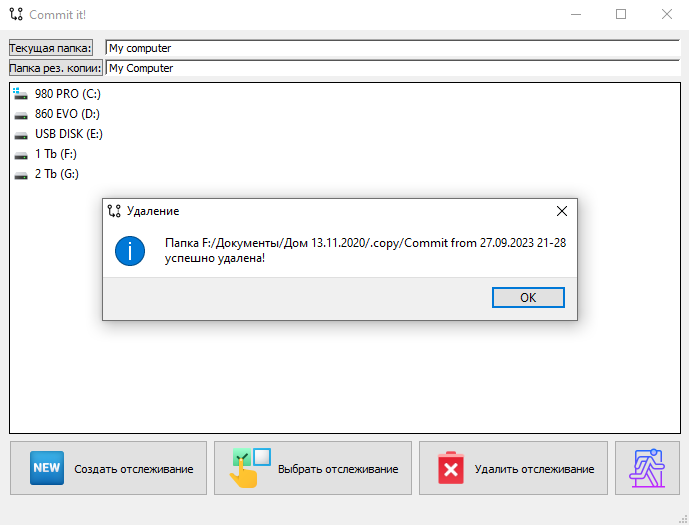 Commit it!
Текущая папка:
My computer
Папка рез. копии:
My Computer
980 PRO (C:)
860 EVO (D:)
USB DISK (E:)
1 Tb (F:)
2 Tb (G:)
Удаление
Папка F:/Документы/Дом 13.11.2020/.copy/Commit from 27.09.2023 21-28
успешно удалена!
OK
NEW
Создать отслеживание
Выбрать отслеживание
Удалить отслеживание